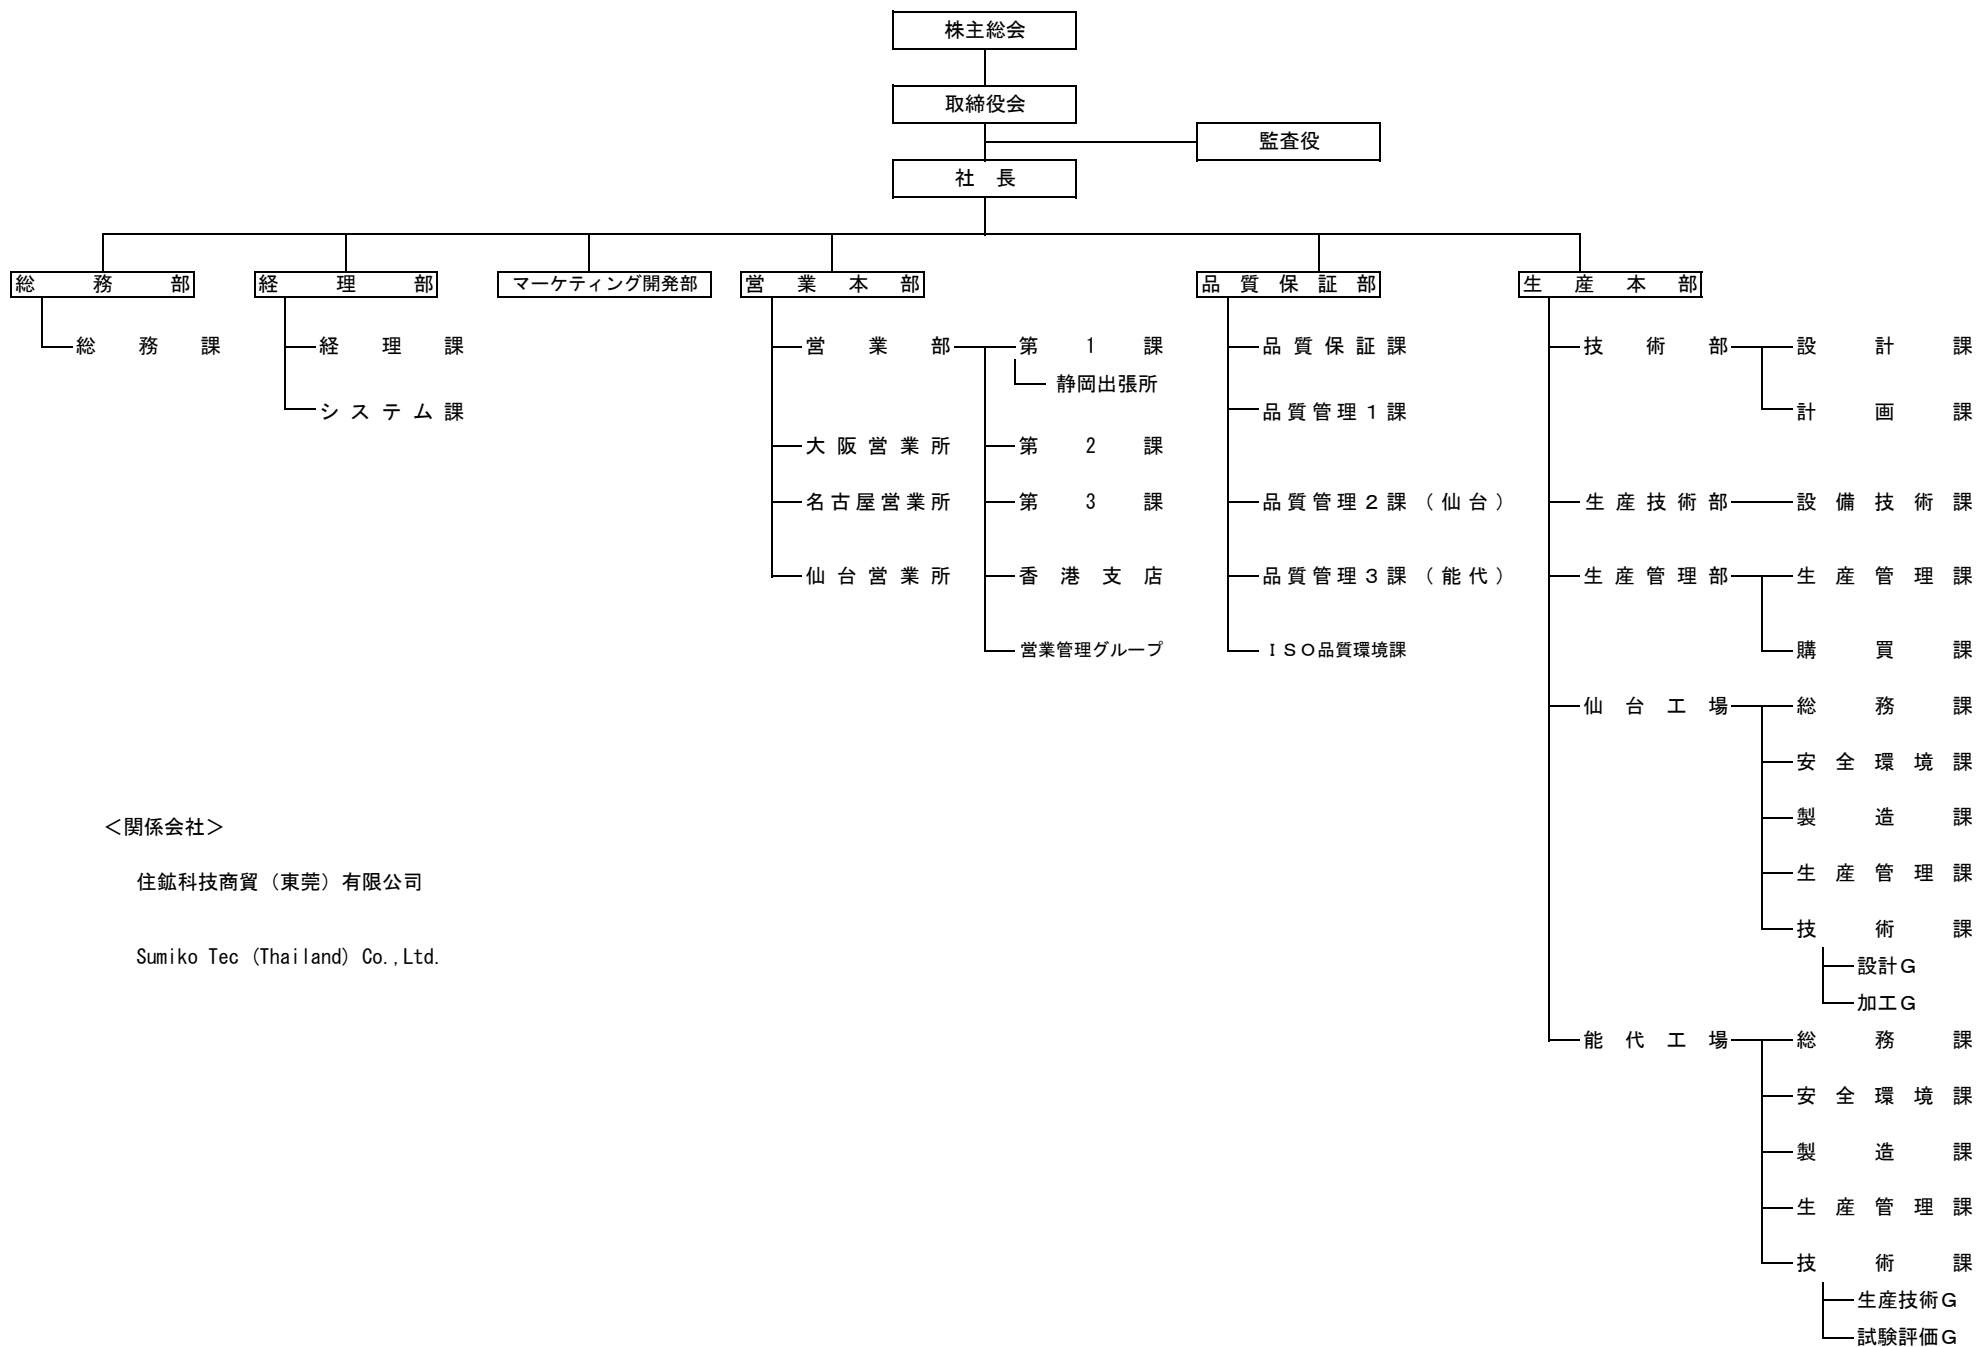 株主総会
取締役会
監査役
社　長
総務部
経理部
マーケティング開発部
営業本部
品質保証部
生産本部
総務課
経理課
システム課
営業部
大阪営業所
名古屋営業所
仙台営業所
第1課
静岡出張所
第2課
第3課
香港支店
営業管理グループ
品質保証課
品質管理１課
品質管理２課（仙台）
品質管理３課（能代）
ＩＳＯ品質環境課
技術部
設計課
計画課
生産技術部
設備技術課
生産管理部
生産管理課
購買課
仙台工場
総務課
安全環境課
製造課
生産管理課
技術課
設計Ｇ
加工Ｇ
能代工場
総務課
安全環境課
製造課
生産管理課
技術課
生産技術Ｇ
試験評価Ｇ
＜関係会社＞
住鉱科技商貿（東莞）有限公司
Sumiko Tec (Thailand) Co.,Ltd.